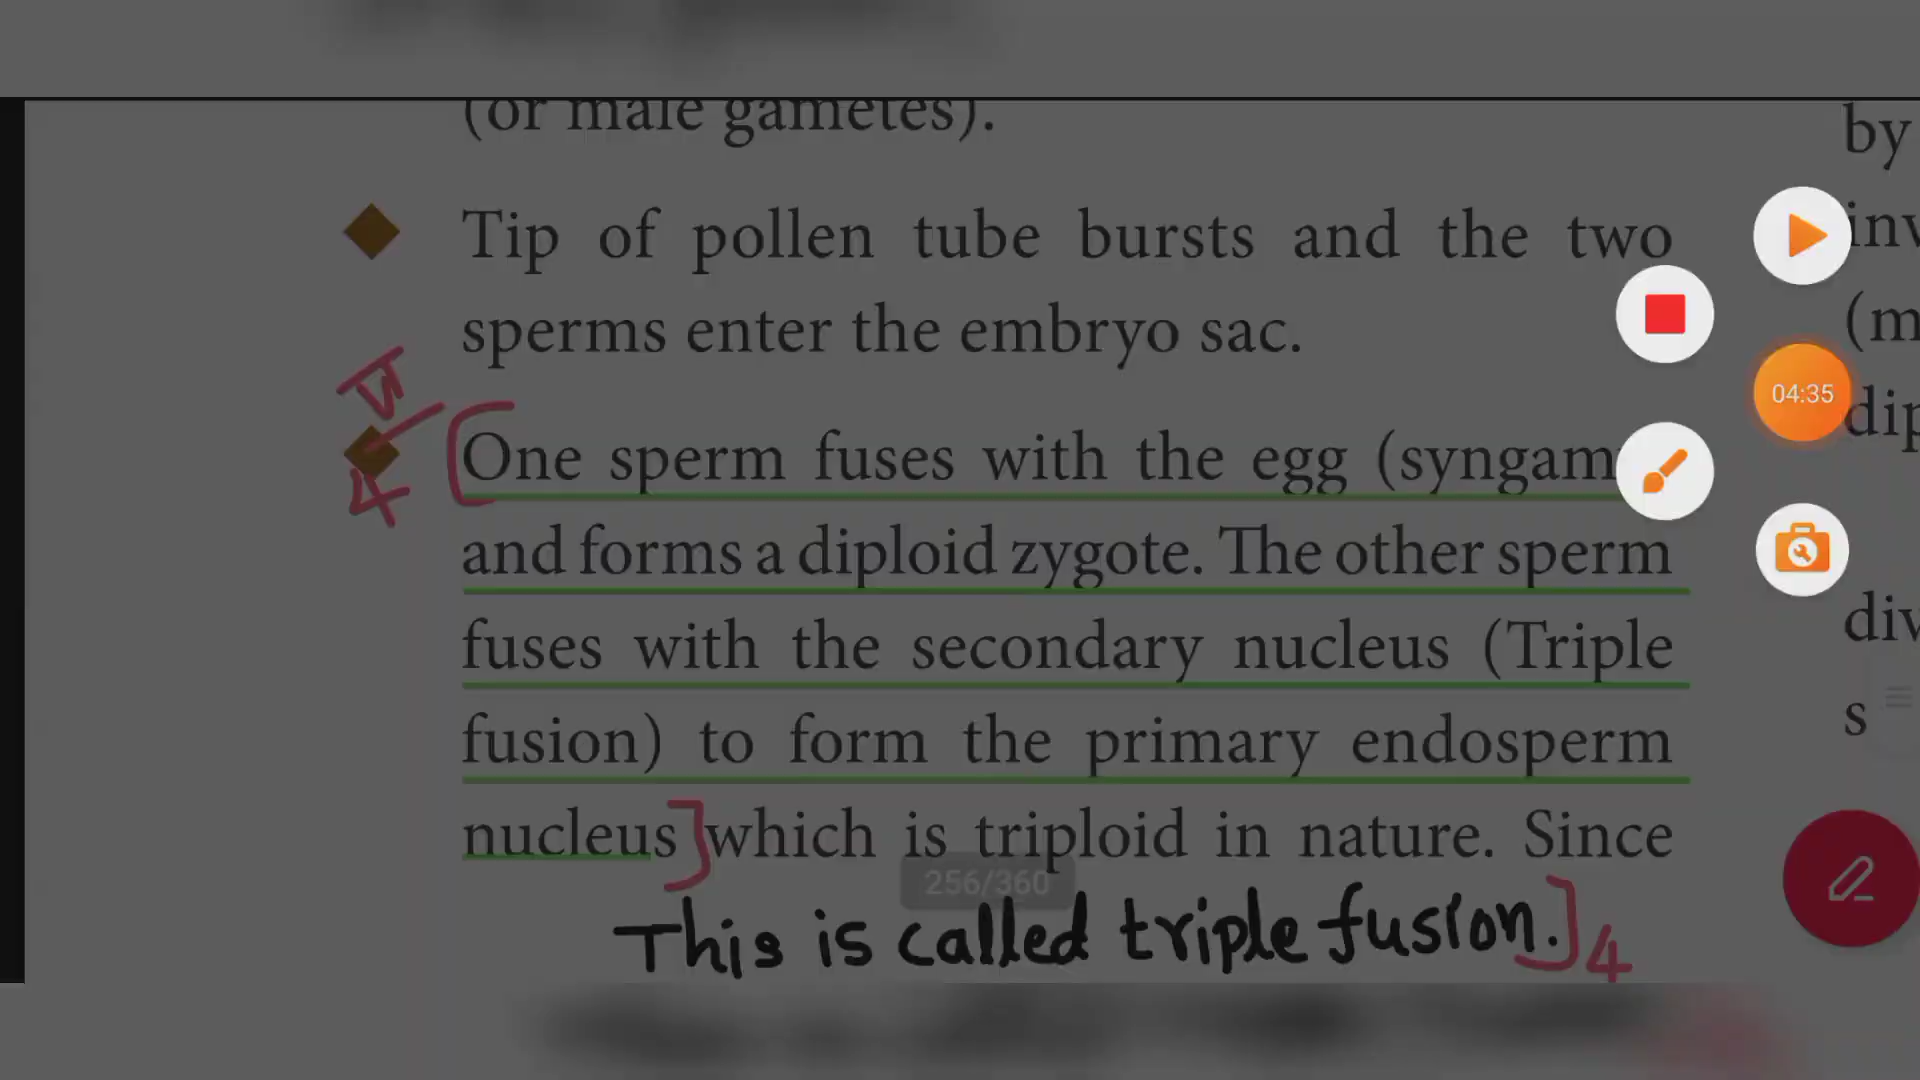 (or male gametes).
Tip of pollen tube bursts and the two
sperms enter the embryo sac.
One sperm fuses with the egg (syngam
and forms a diploid zygote. The other sperm
fuses with the secondary nucleus (Triple
fusion) to form the primary endosperm
nucleus] which is triploid in nature. Since
256/360
This is called triple fusion.] 4
by
inv
(m
04:35
dip
div
s